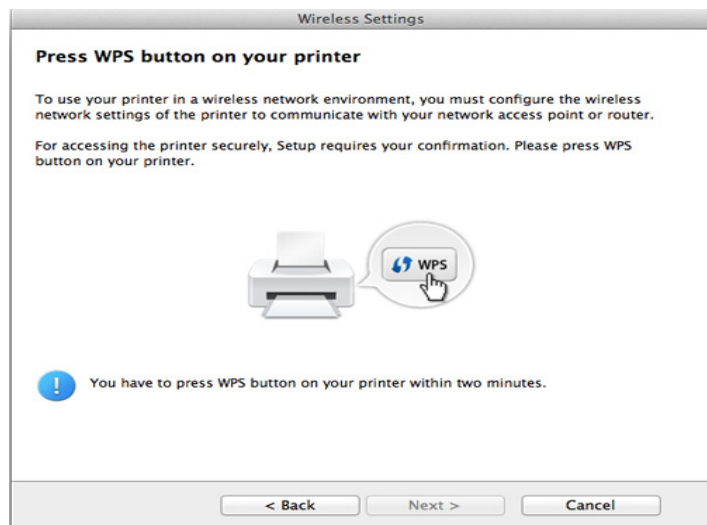 Wireless Settings
Press WPS button on your printer
To use your printer in a wireless network environment, you must configure the wireless
network settings of the printer to communicate with your network access point or router.
For accessing the printer securely, Setup requires your confirmation. Please press WPS
button on your printer.
WPS
You have to press WPS button on your printer within two minutes.
< Back
Next >
Cancel